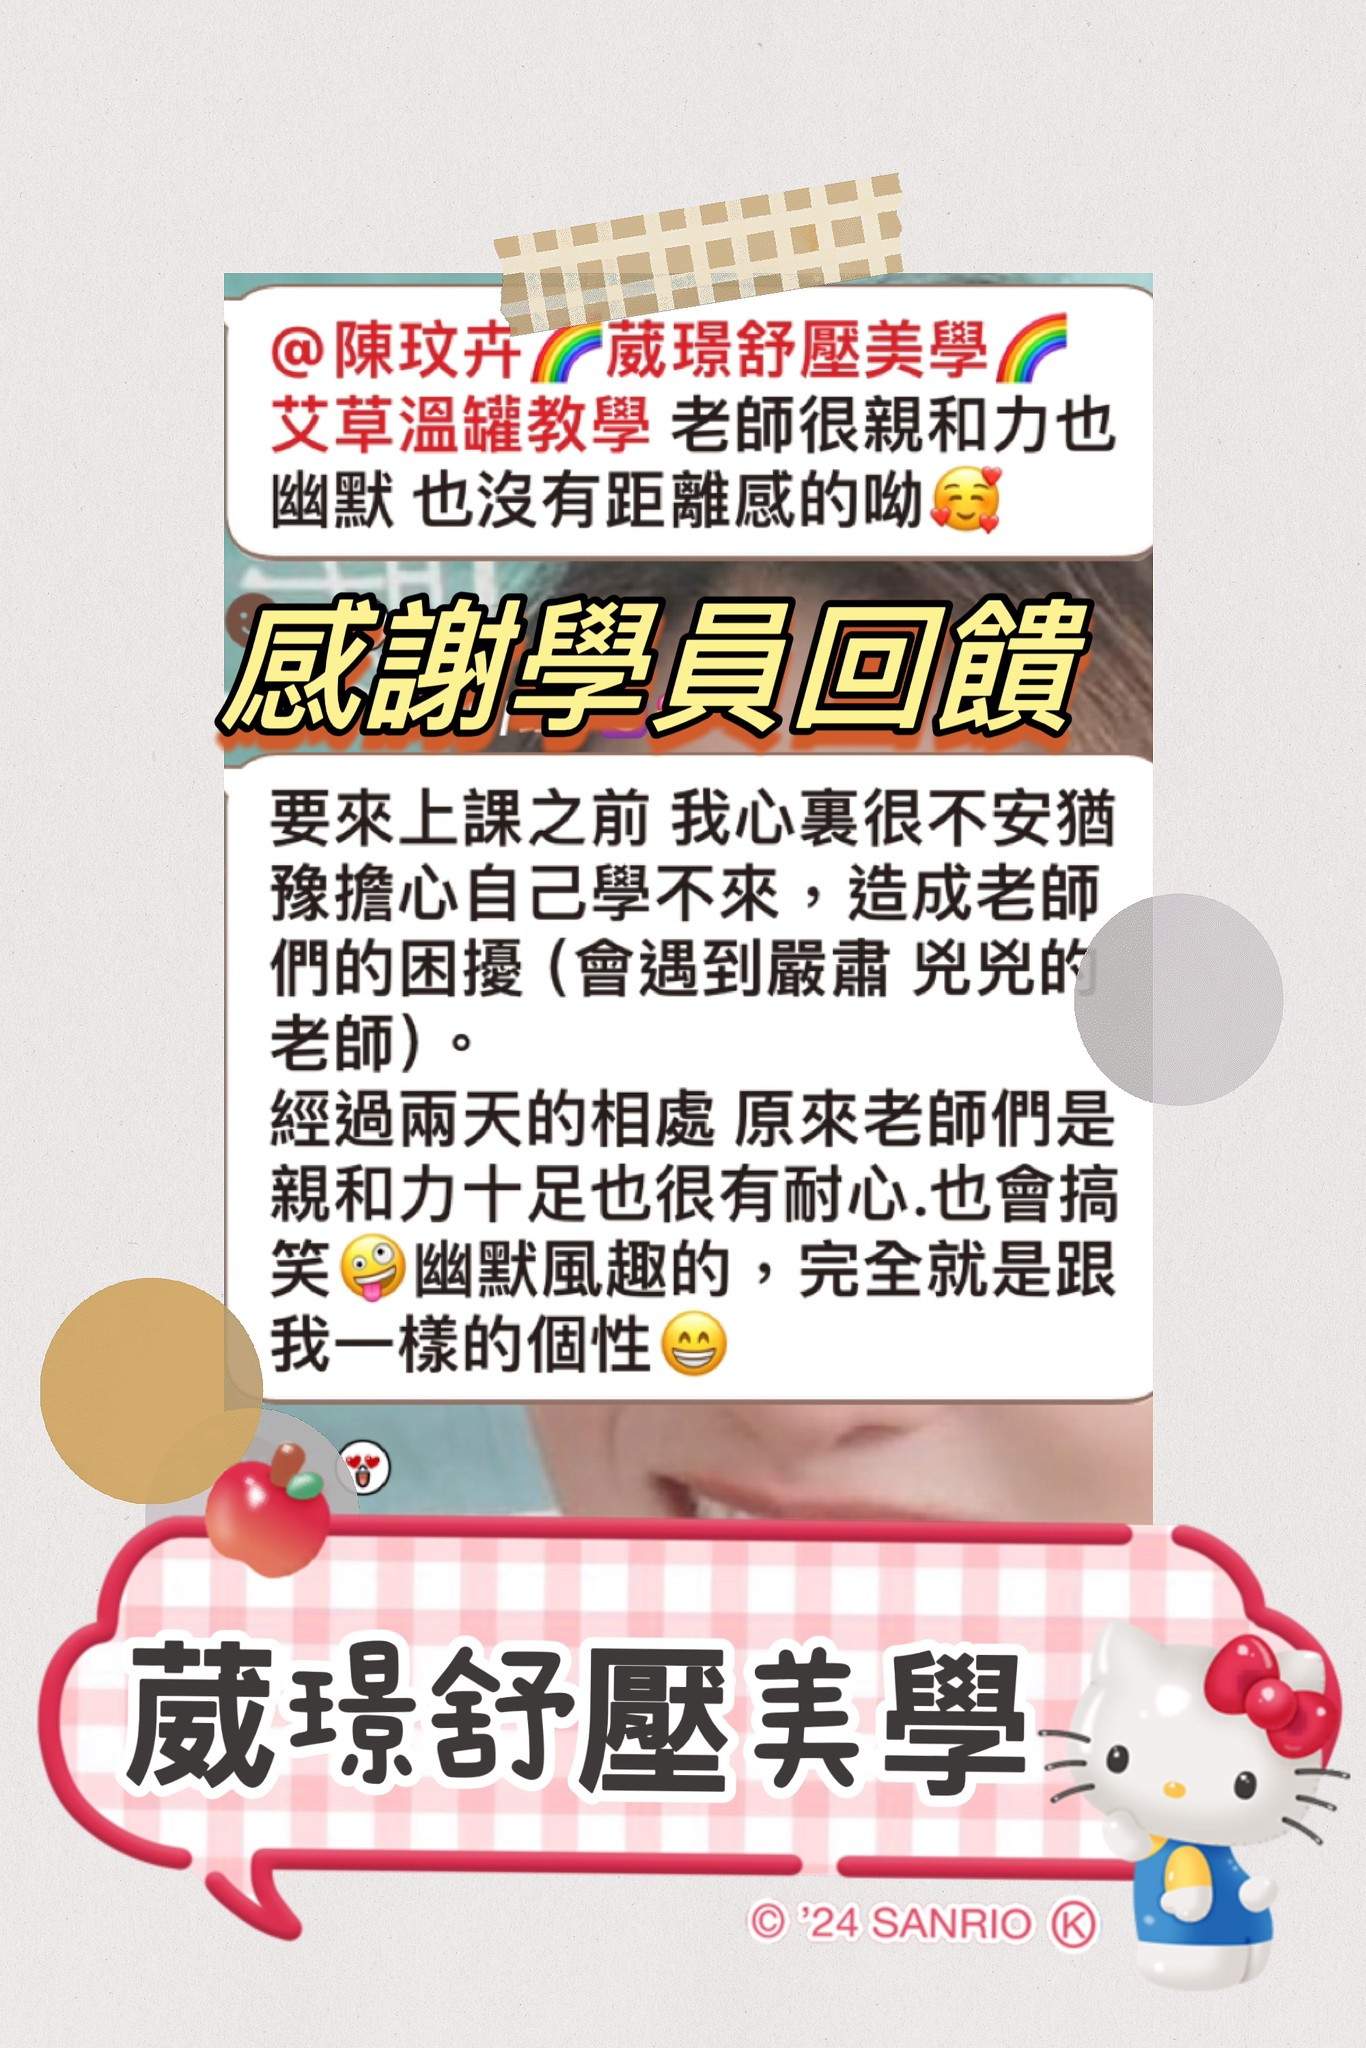 @陳玟卉🌈葳璟舒壓美學🌈
艾草溫罐教學 老師很親和力也
幽默 也沒有距離感的呦🥰
感謝學員回饋
要來上課之前 我心裏很不安猶
豫擔心自己學不來，造成老師
們的困擾（會遇到嚴肅 兇兇的
老師）。
經過兩天的相處 原來老師們是
親和力十足也很有耐心.也會搞
笑🤪幽默風趣的，完全就是跟
我一樣的個性😁
葳璟舒壓美學
© '24 SANRIO Ⓚ